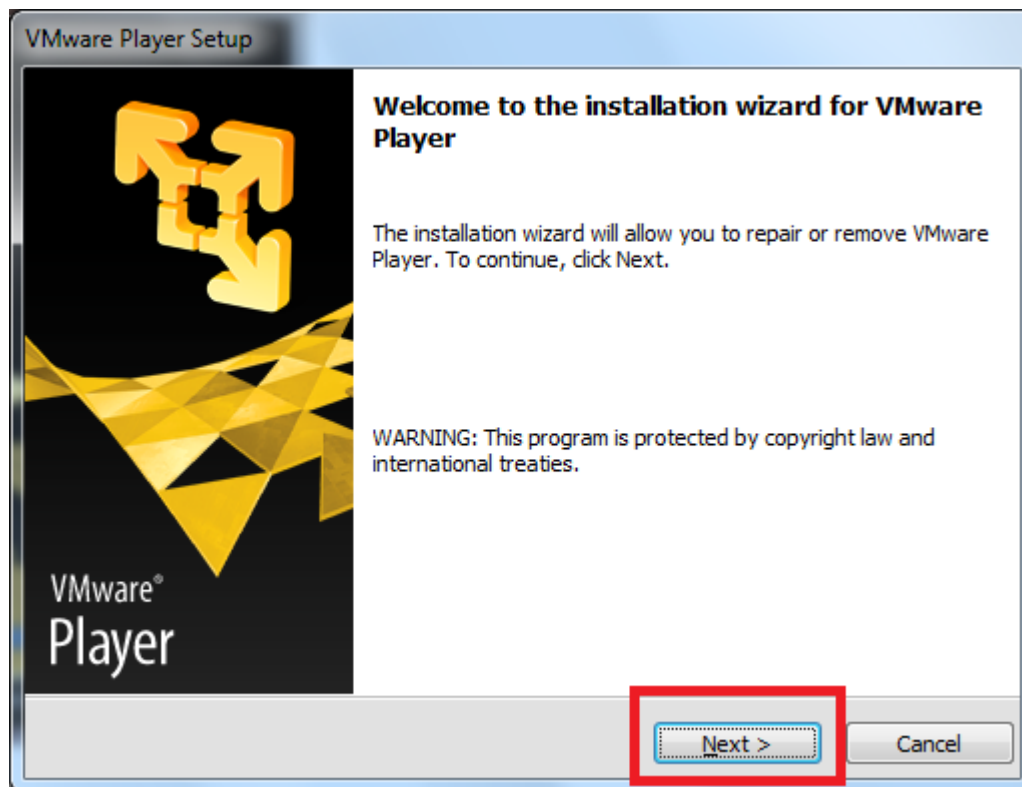 VMware Player Setup
Welcome to the installation wizard for VMware
Player
The installation wizard will allow you to repair or remove VMware
Player. To continue, click Next.
WARNING: This program is protected by copyright law and
international treaties.
VMware®
Player
Next >
Cancel